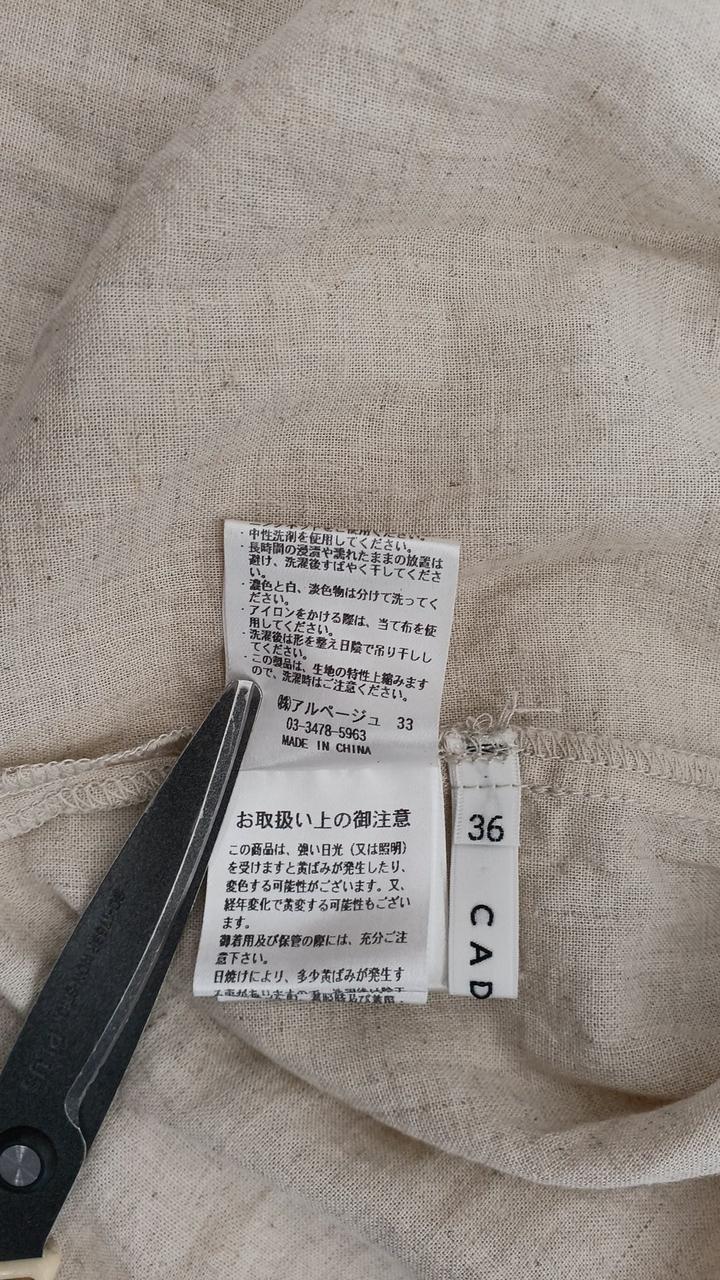 ・中性洗剤を使用してください。
・長時間の浸漬や濡れたままの放置は
避け、洗濯後すばやく干してくださ
い。
・濃色と白、淡色物は分けて洗ってく
ださい。
・アイロンをかける際は、当て布を使
用してください。
・洗濯後は形を整え日陰で吊り干しし
てください。
・この製品は、生地の特性上縮みます
ので、洗濯時はご注意ください。
㈱アルページュ 33
03-3478-5963
MADE IN CHINA
お取扱い上の御注意
この商品は、強い日光（又は照明）
を受けますと黄ばみが発生したり、
変色する可能性がございます。又、
経年変化で黄変する可能性もござい
ます。
御着用及び保管の際には、充分ご注
意下さい。
日焼けにより、多少黄ばみが発生す
36
CAD
PLUS